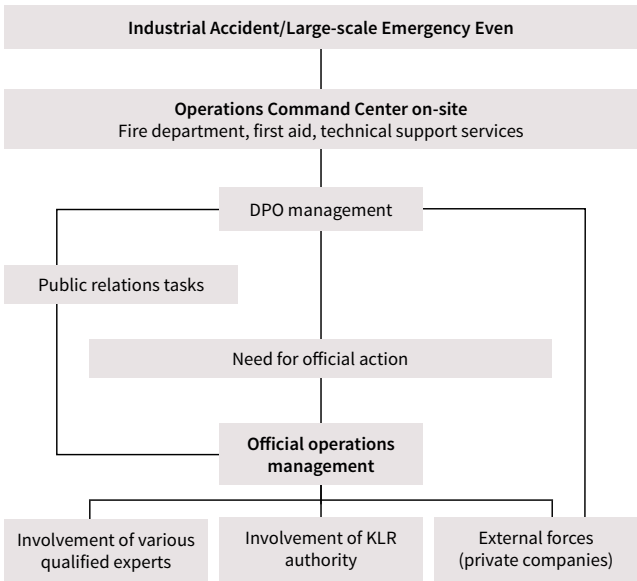 Industrial Accident/Large-scale Emergency Even
Operations Command Center on-site
Fire department, first aid, technical support services
DPO management
Public relations tasks
Need for official action
Official operations
management
Involvement of various
qualified experts
Involvement of KLR
authority
External forces
(private companies)